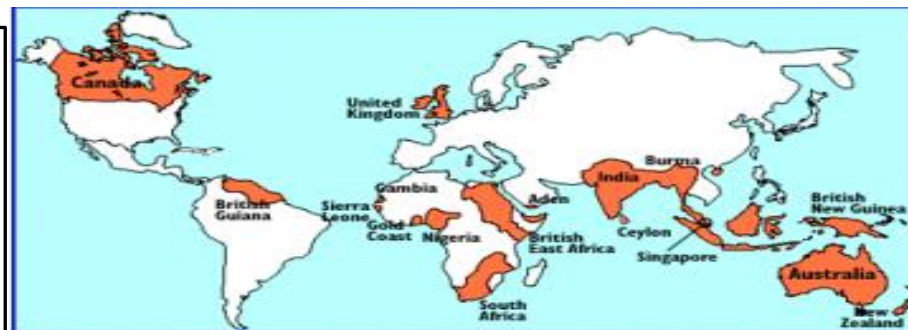 Canada
United
Kingdom
British
Guiana
Gambia
Sierra
Leone
Gold
Coast
Nigeria
British
East Africa
South
Africa
Aden
India
Burma
Ceylon
Singapore
British
New Guinea
Australia
New
Zealand